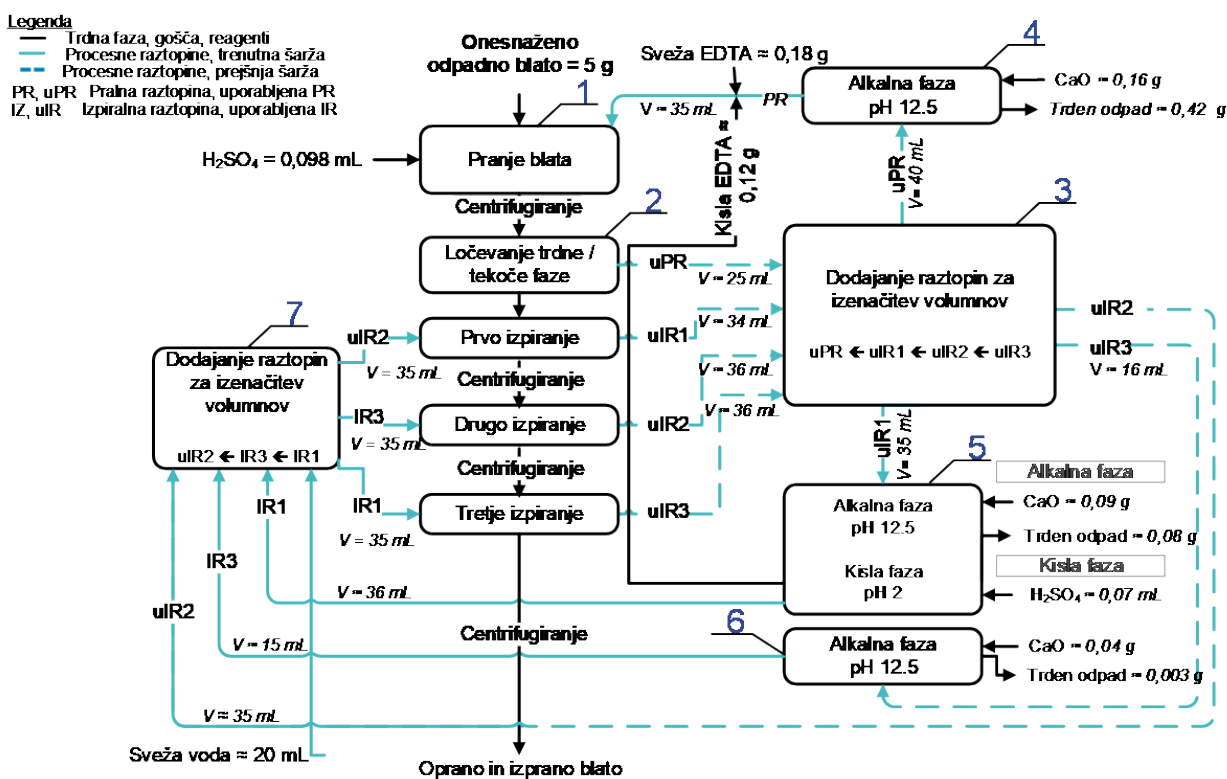 Legenda
Trdna faza, gošča, reagenti
Procesne raztopine, trenutna šarža
Procesne raztopine, prejšnja šarža
PR, uPR Pralna raztopina, uporabljena PR
IZ, uIR Izpiralna raztopina, uporabljena IR
Onesnaženo
odpadno blato = 5 g
Sveža EDTA ≈ 0,18 g
4
Alkalna faza
pH 12.5
CaO ≈ 0,16 g
Trden odpad ≈ 0,42 g
PR
V ≈ 35 mL
1
Pranje blata
H₂SO₄ = 0,098 mL
Kisla EDTA ≈
0,12 g
uPR
V ≈ 40 mL
Centrifugiranje
2
Ločevanje trdne /
tekoče faze
uPR
V ≈ 25 mL
3
Dodajanje raztopin za
izenačitev volumnov
uPR ← uIR1 ← uIR2 ← uIR3
uIR2
uIR3
V ≈ 16 mL
7
Dodajanje raztopin
za izenačitev
volumnov
uIR2 ← IR3 ← IR1
uIR2
V = 35 mL
Prvo izpiranje
uIR1
V ≈ 34 mL
Centrifugiranje
V ≈ 36 mL
IR3
V = 35 mL
Drugo izpiranje
uIR2
V ≈ 36 mL
Centrifugiranje
IR1
V = 35 mL
Tretje izpiranje
uIR3
uIR1
V ≈ 35 mL
5
Alkalna faza
pH 12.5
Kisla faza
pH 2
Alkalna faza
CaO ≈ 0,09 g
Trden odpad ≈ 0,08 g
Kisla faza
H₂SO₄ ≈ 0,07 mL
IR1
V ≈ 36 mL
IR3
V ≈ 15 mL
uIR2
V ≈ 35 mL
Centrifugiranje
6
Alkalna faza
pH 12.5
CaO ≈ 0,04 g
Trden odpad ≈ 0,003 g
Sveža voda ≈ 20 mL
Oprano in izprano blato